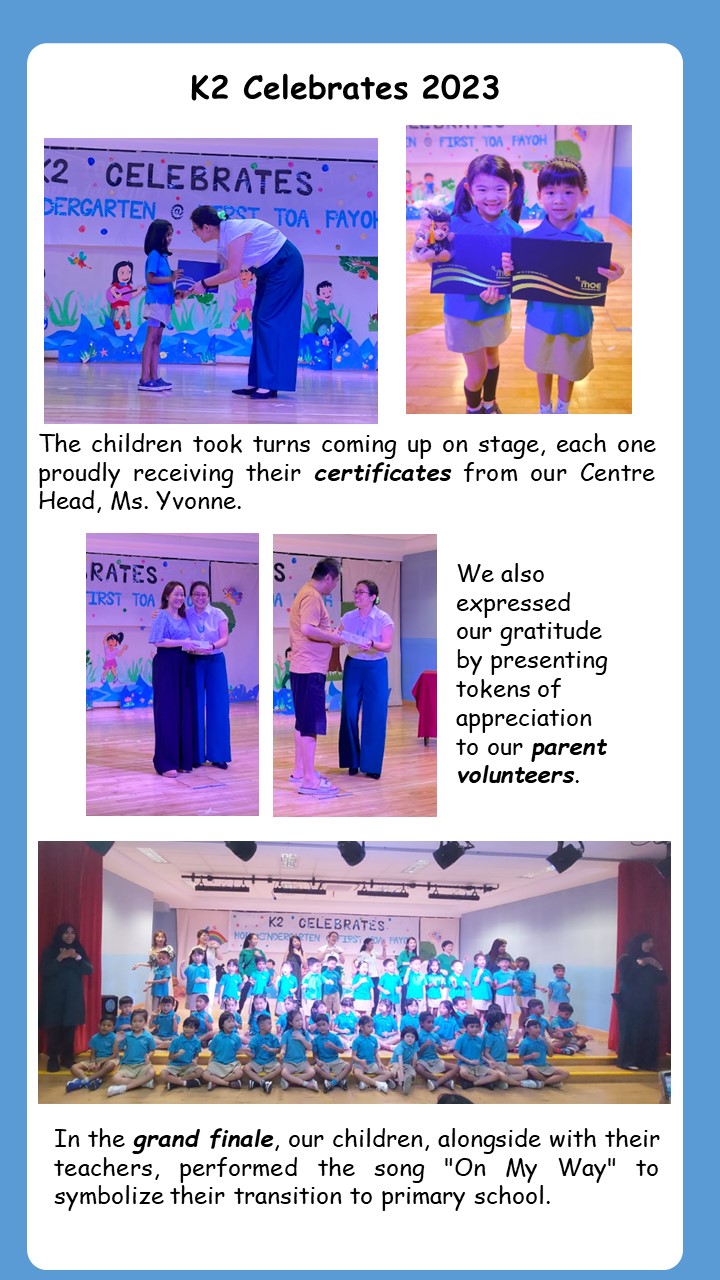 K2 Celebrates 2023
K2 CELEBRATES
DERGARTEN @ FIRST TOA PAYOH
@ FIRST TOA PAYOH
moe
moe
The children took turns coming up on stage, each one
proudly receiving their certificates from our Centre
Head, Ms. Yvonne.
RATES
FIRST TOA
We also
expressed
our gratitude
by presenting
tokens of
appreciation
to our parent
volunteers.
K2 CELEBRATES
MOE KINDERGARTEN @ FIRST TOA PAYOH
In the grand finale, our children, alongside with their
teachers, performed the song "On My Way" to
symbolize their transition to primary school.